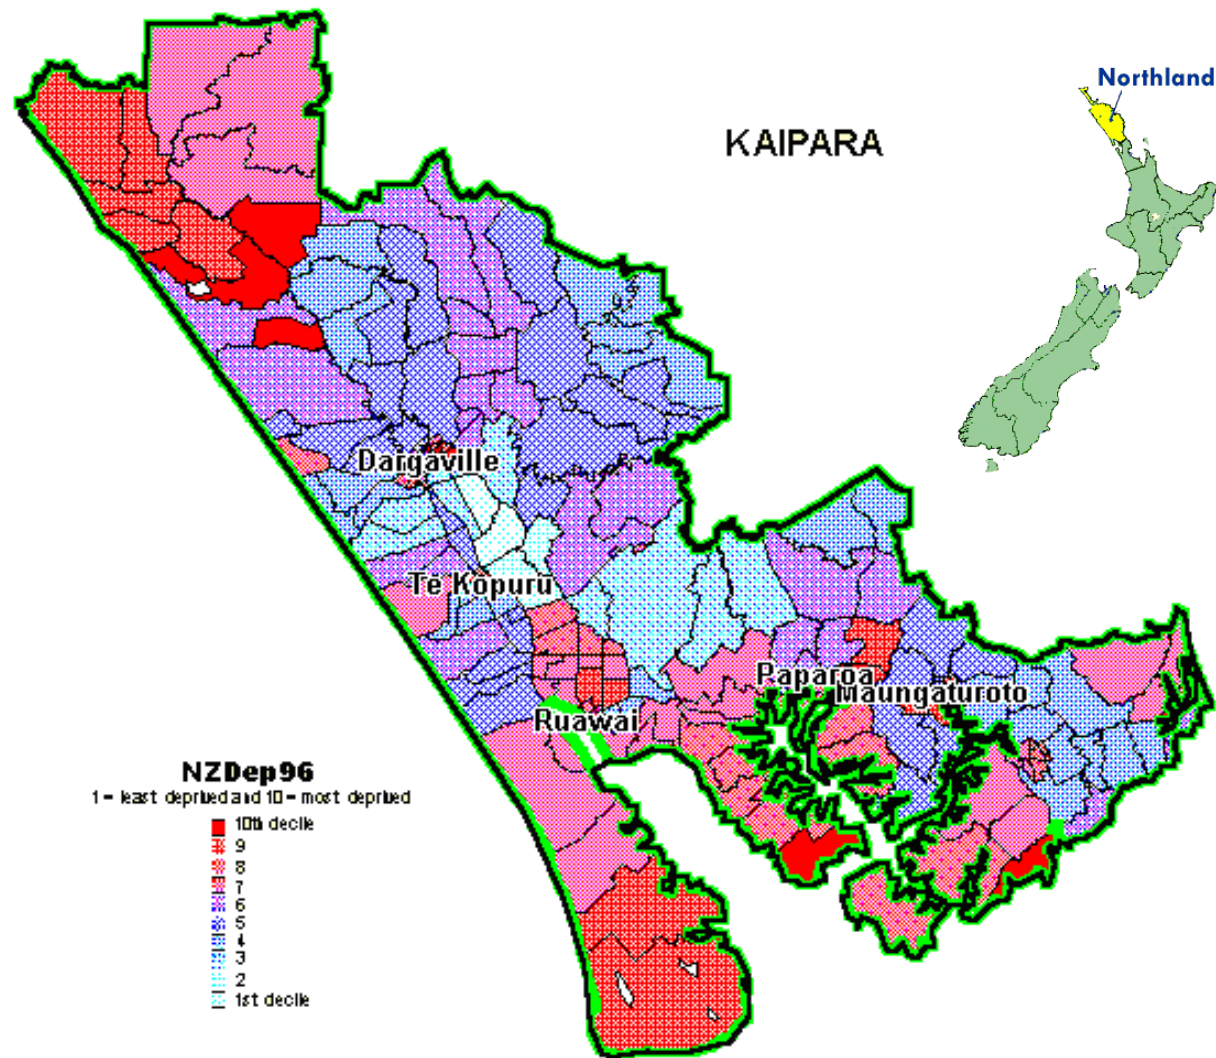 Northland
KAIPARA
Dargaville
Te Kopuru
Paparoa
Maungaturoto
Ruawai
NZDep96
1 = least deprived and 10 = most deprived
10th decile
9
8
7
6
5
4
3
2
1st decile